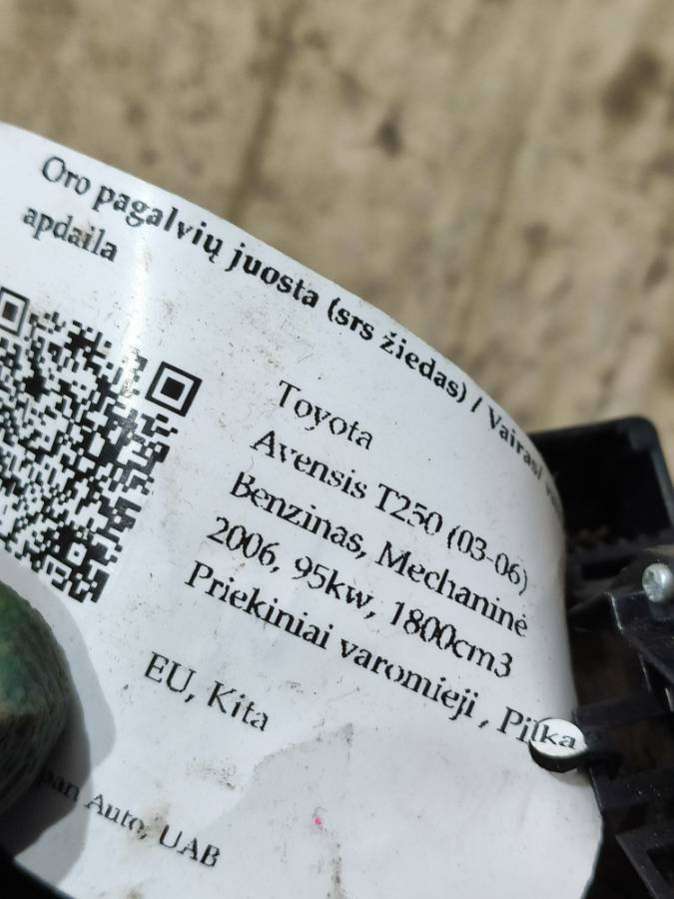 Oro pagalvių juosta (srs žiedas) / Vairas/
apdaila
Toyota
Avensis T250 (03-06)
Benzinas, Mechaninė
2006, 95kw, 1800cm3
Priekiniai varomieji , Pilka
EU, Kita
Auto, UAB